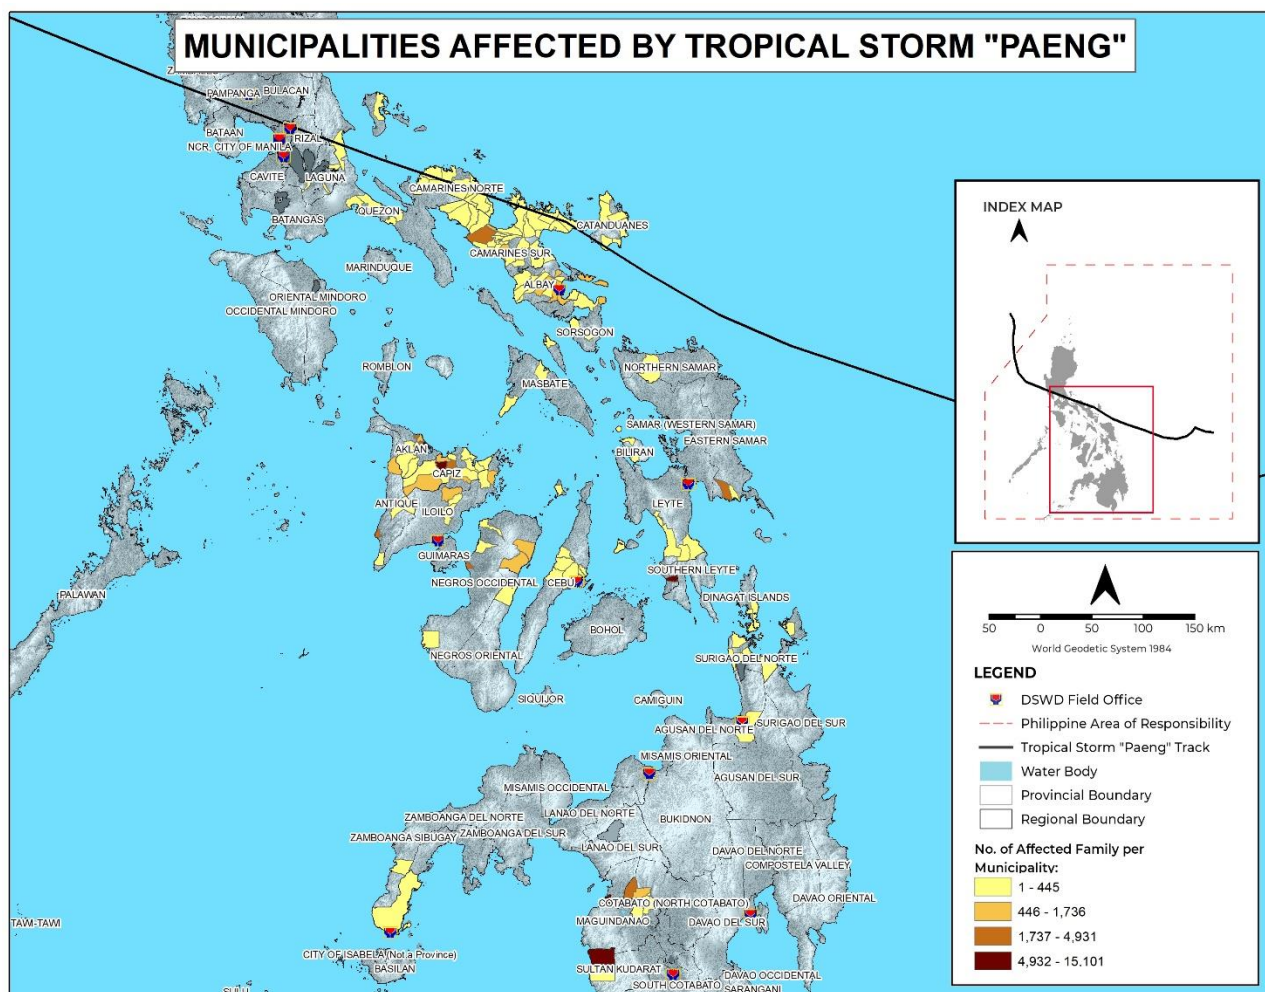 MUNICIPALITIES AFFECTED BY TROPICAL STORM "PAENG"
PAMPANGA
BULACAN
BATAAN
RIZAL
NCR, CITY OF MANILA
CAVITE
LAGUNA
BATANGAS
QUEZON
CAMARINES NORTE
CATANDUANES
CAMARINES SUR
MARINDUQUE
ALBAY
ORIENTAL MINDORO
OCCIDENTAL MINDORO
SORSOGON
ROMBLON
NORTHERN SAMAR
MASBATE
SAMAR (WESTERN SAMAR)
EASTERN SAMAR
AKLAN
BILIRAN
CAPIZ
ANTIQUE
LEYTE
ILOILO
GUIMARAS
SOUTHERN LEYTE
NEGROS OCCIDENTAL
CEBU
PALAWAN
DINAGAT ISLANDS
BOHOL
NEGROS ORIENTAL
SURIGAO DEL NORTE
SIQUIJOR
CAMIGUIN
SURIGAO DEL SUR
AGUSAN DEL NORTE
MISAMIS ORIENTAL
AGUSAN DEL SUR
MISAMIS OCCIDENTAL
LANAO DEL NORTE
ZAMBOANGA DEL NORTE
BUKIDNON
ZAMBOANGA SIBUGAY
ZAMBOANGA DEL SUR
LANAO DEL SUR
DAVAO DEL NORTE
COMPOSTELA VALLEY
DAVAO ORIENTAL
COTABATO (NORTH COTABATO)
TAWI-TAWI
MAGUINDANAO
DAVAO DEL SUR
CITY OF ISABELA (Not a Province)
BASILAN
SULTAN KUDARAT
DAVAO OCCIDENTAL
SOUTH COTABATO
SARANGANI
SULU
INDEX MAP
50 0 50 100 150 km
World Geodetic System 1984
LEGEND
DSWD Field Office
Philippine Area of Responsibility
Tropical Storm "Paeng" Track
Water Body
Provincial Boundary
Regional Boundary
No. of Affected Family per
Municipality:
1 - 445
446 - 1,736
1,737 - 4,931
4,932 - 15,101